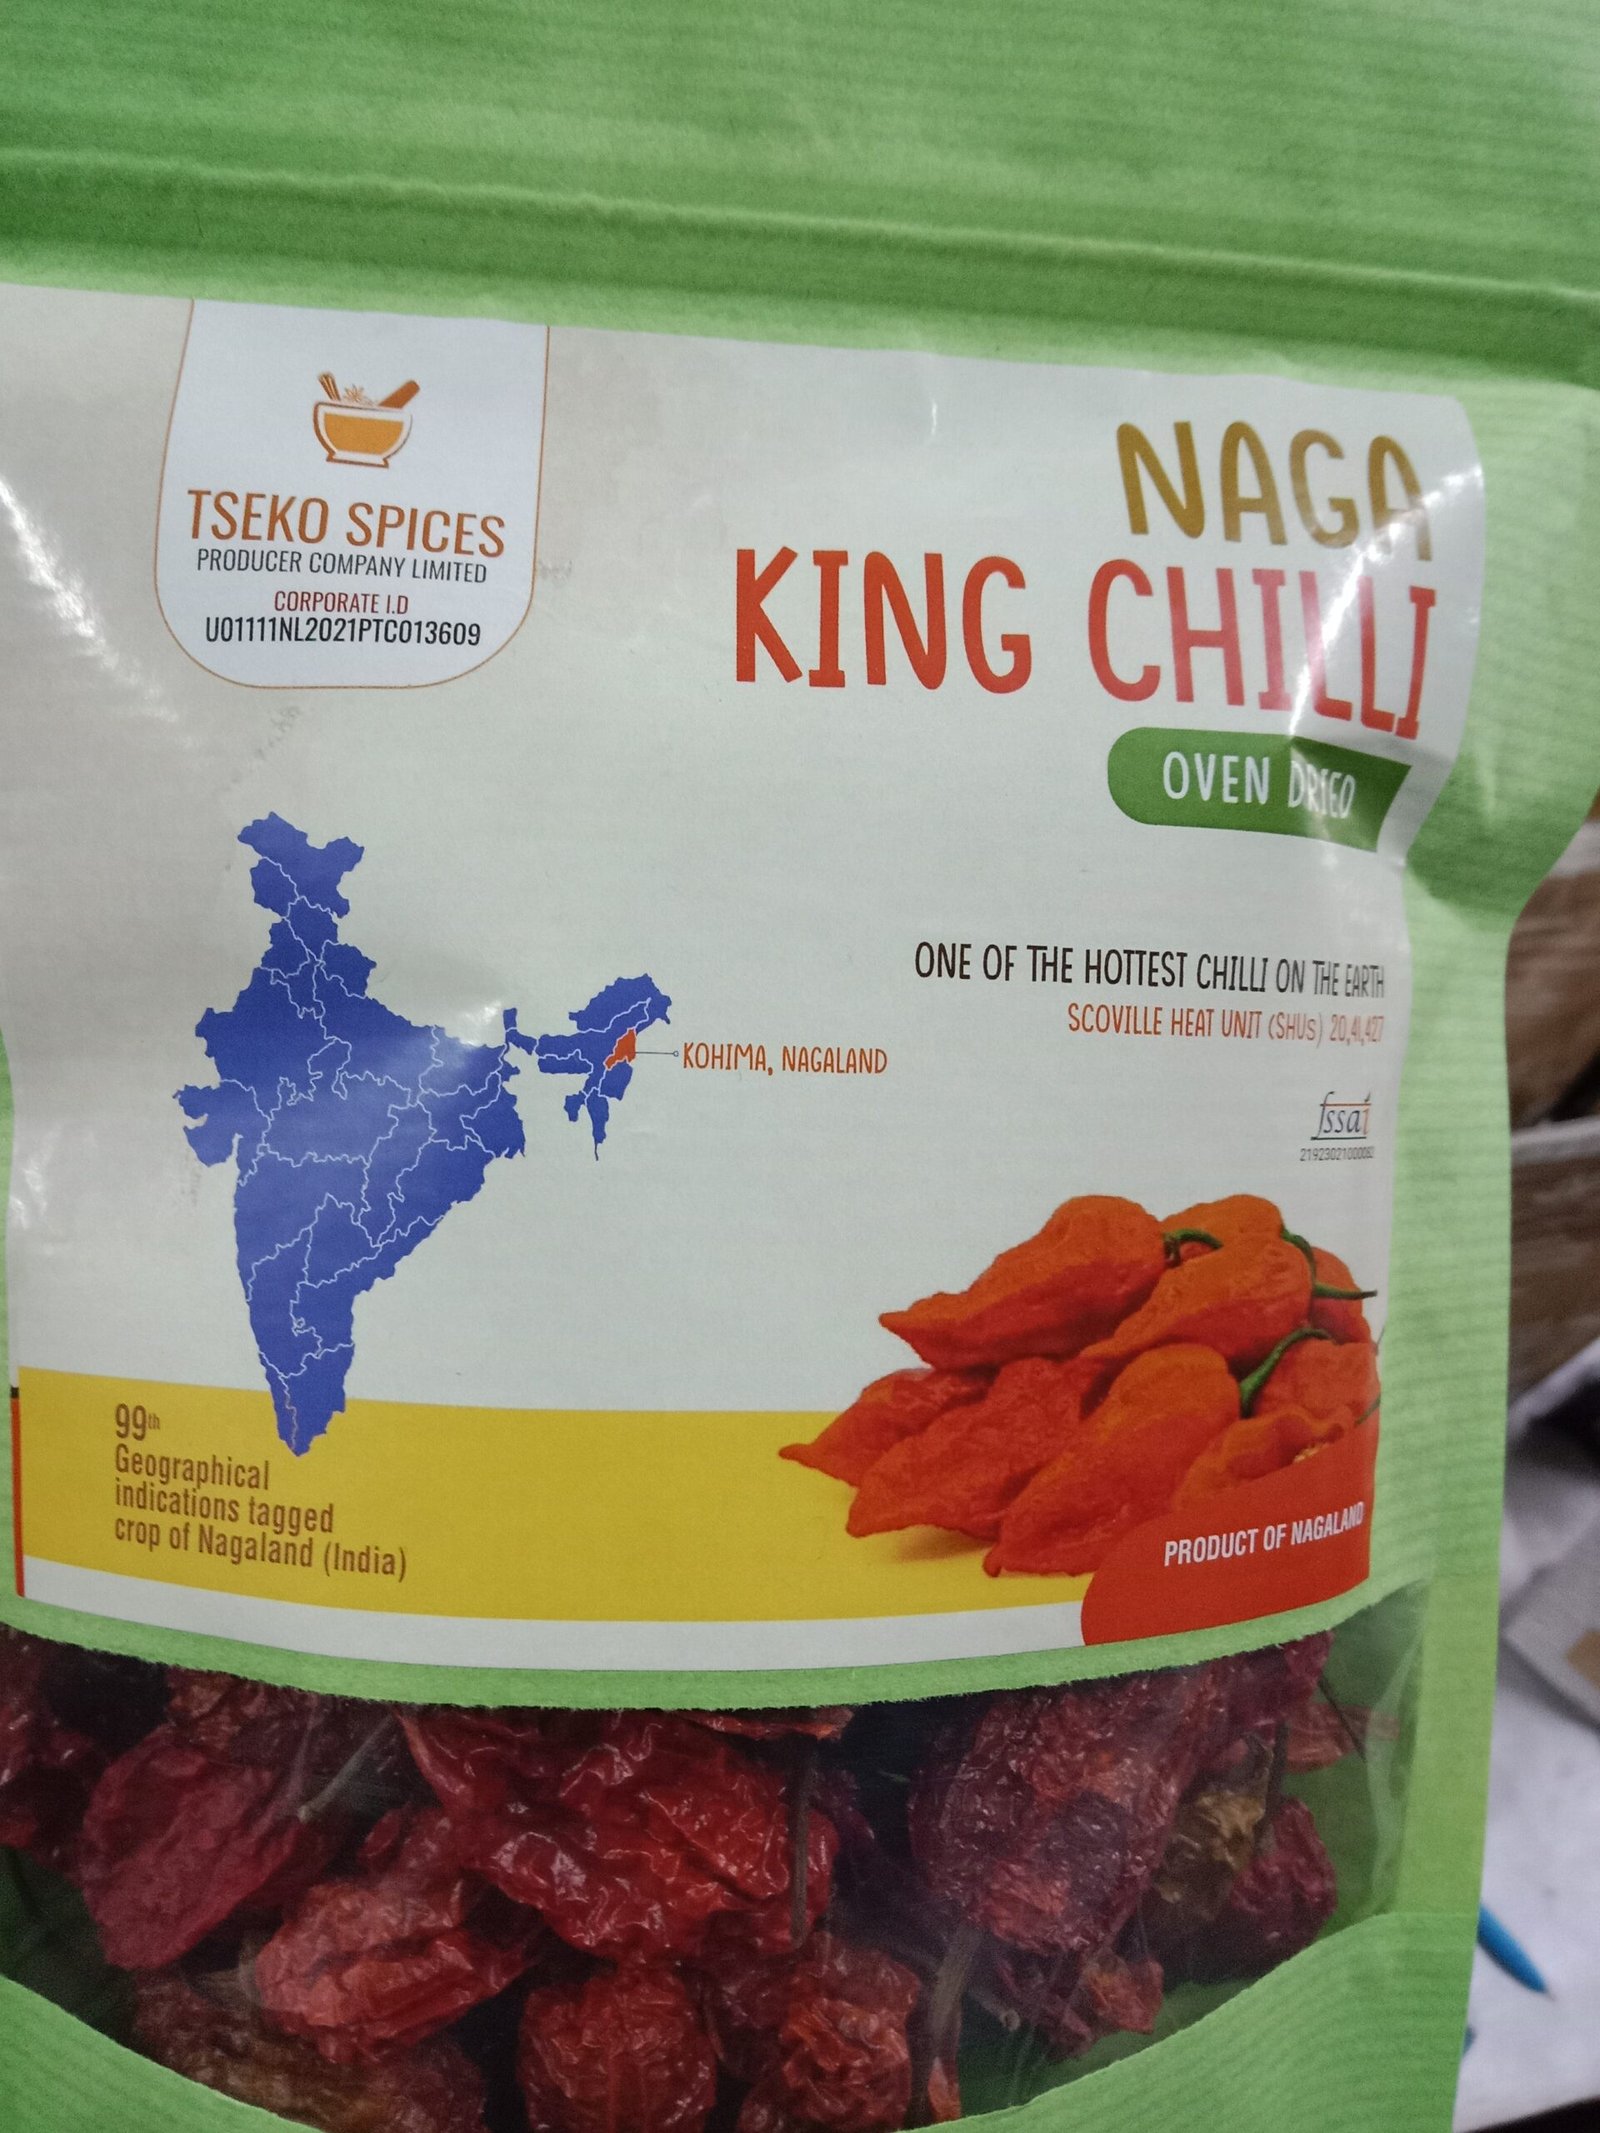 TSEKO SPICES
PRODUCER COMPANY LIMITED
CORPORATE I.D
U01111NL2021PTC013609
NAGA
KING CHILLI
OVEN DRIED
ONE OF THE HOTTEST CHILLI ON THE EARTH
SCOVILLE HEAT UNIT (SHUs) 20,41,427
KOHIMA, NAGALAND
fssai
21923021000082
99th
Geographical
indications tagged
crop of Nagaland (India)
PRODUCT OF NAGALAND